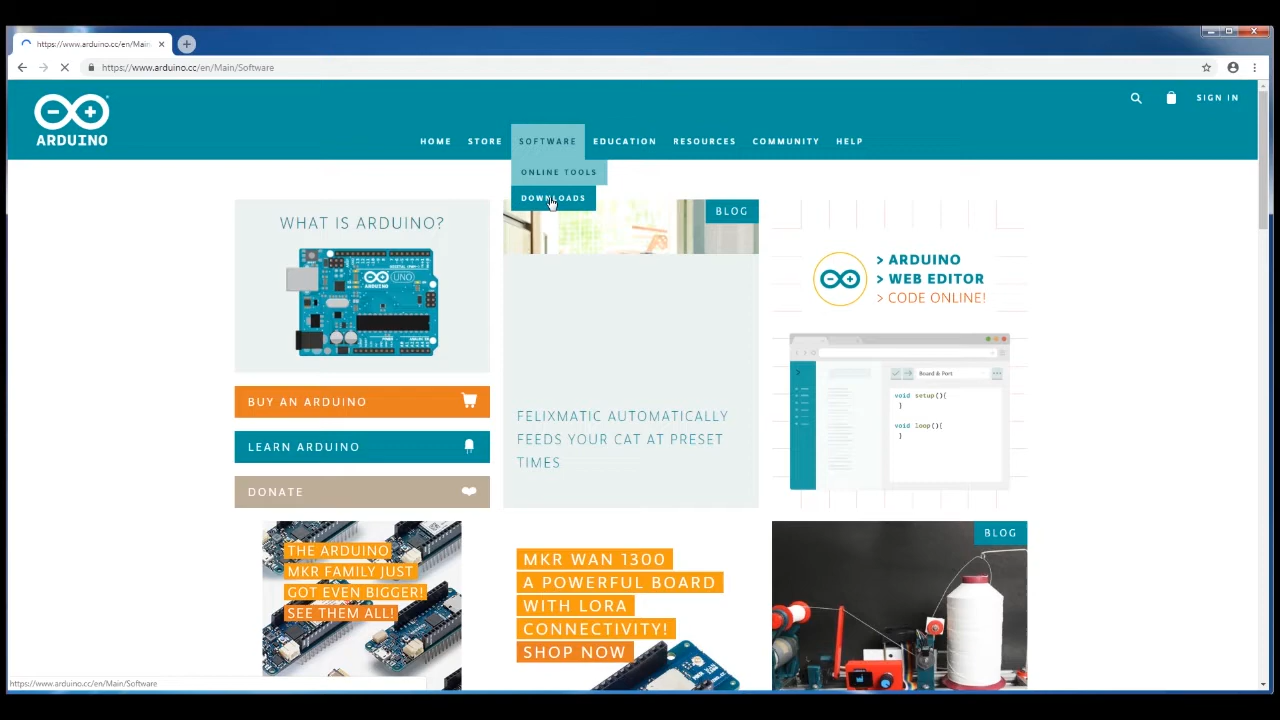 https://www.arduino.cc/en/Main
https://www.arduino.cc/en/Main/Software
SIGN IN
ARDUINO
HOME STORE SOFTWARE EDUCATION RESOURCES COMMUNITY HELP
ONLINE TOOLS
DOWNLOADS
WHAT IS ARDUINO?
UNO
BUY AN ARDUINO
LEARN ARDUINO
DONATE
BLOG
FELIXMATIC AUTOMATICALLY
FEEDS YOUR CAT AT PRESET
TIMES
> ARDUINO
> WEB EDITOR
> CODE ONLINE!
Board & Port
void setup(){
}
void loop(){
}
THE ARDUINO
MKR FAMILY JUST
GOT EVEN BIGGER!
SEE THEM ALL!
MKR WAN 1300
A POWERFUL BOARD
WITH LORA
CONNECTIVITY!
SHOP NOW
BLOG
https://www.arduino.cc/en/Main/Software